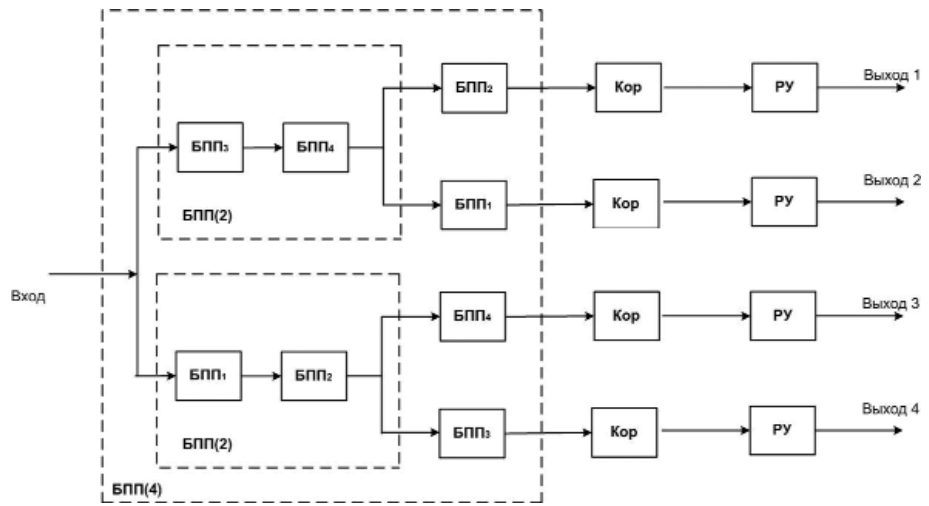 БПП₂
Кор
РУ
Выход 1
БПП₃
БПП₄
БПП(2)
БПП₁
Кор
РУ
Выход 2
Вход
БПП₄
Кор
РУ
Выход 3
БПП₁
БПП₂
БПП(2)
БПП₃
Кор
РУ
Выход 4
БПП(4)